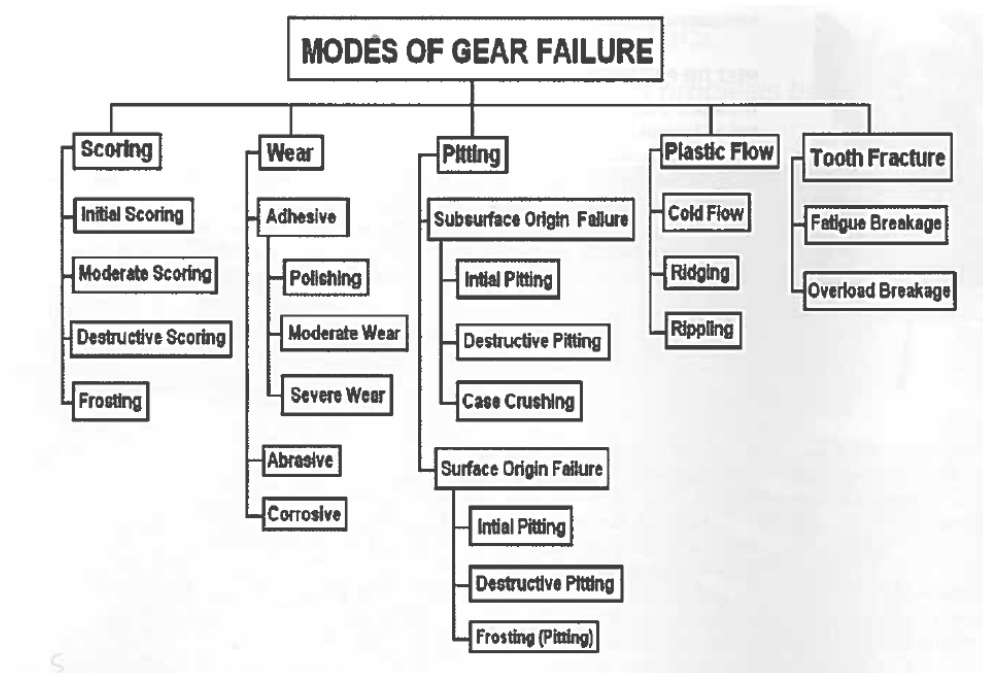 MODES OF GEAR FAILURE
Scoring
Initial Scoring
Moderate Scoring
Destructive Scoring
Frosting
Wear
Adhesive
Polishing
Moderate Wear
Severe Wear
Abrasive
Corrosive
Pitting
Subsurface Origin Failure
Intial Pitting
Destructive Pitting
Case Crushing
Surface Origin Failure
Intial Pitting
Destructive Pitting
Frosting (Pitting)
Plastic Flow
Cold Flow
Ridging
Rippling
Tooth Fracture
Fatigue Breakage
Overload Breakage
5